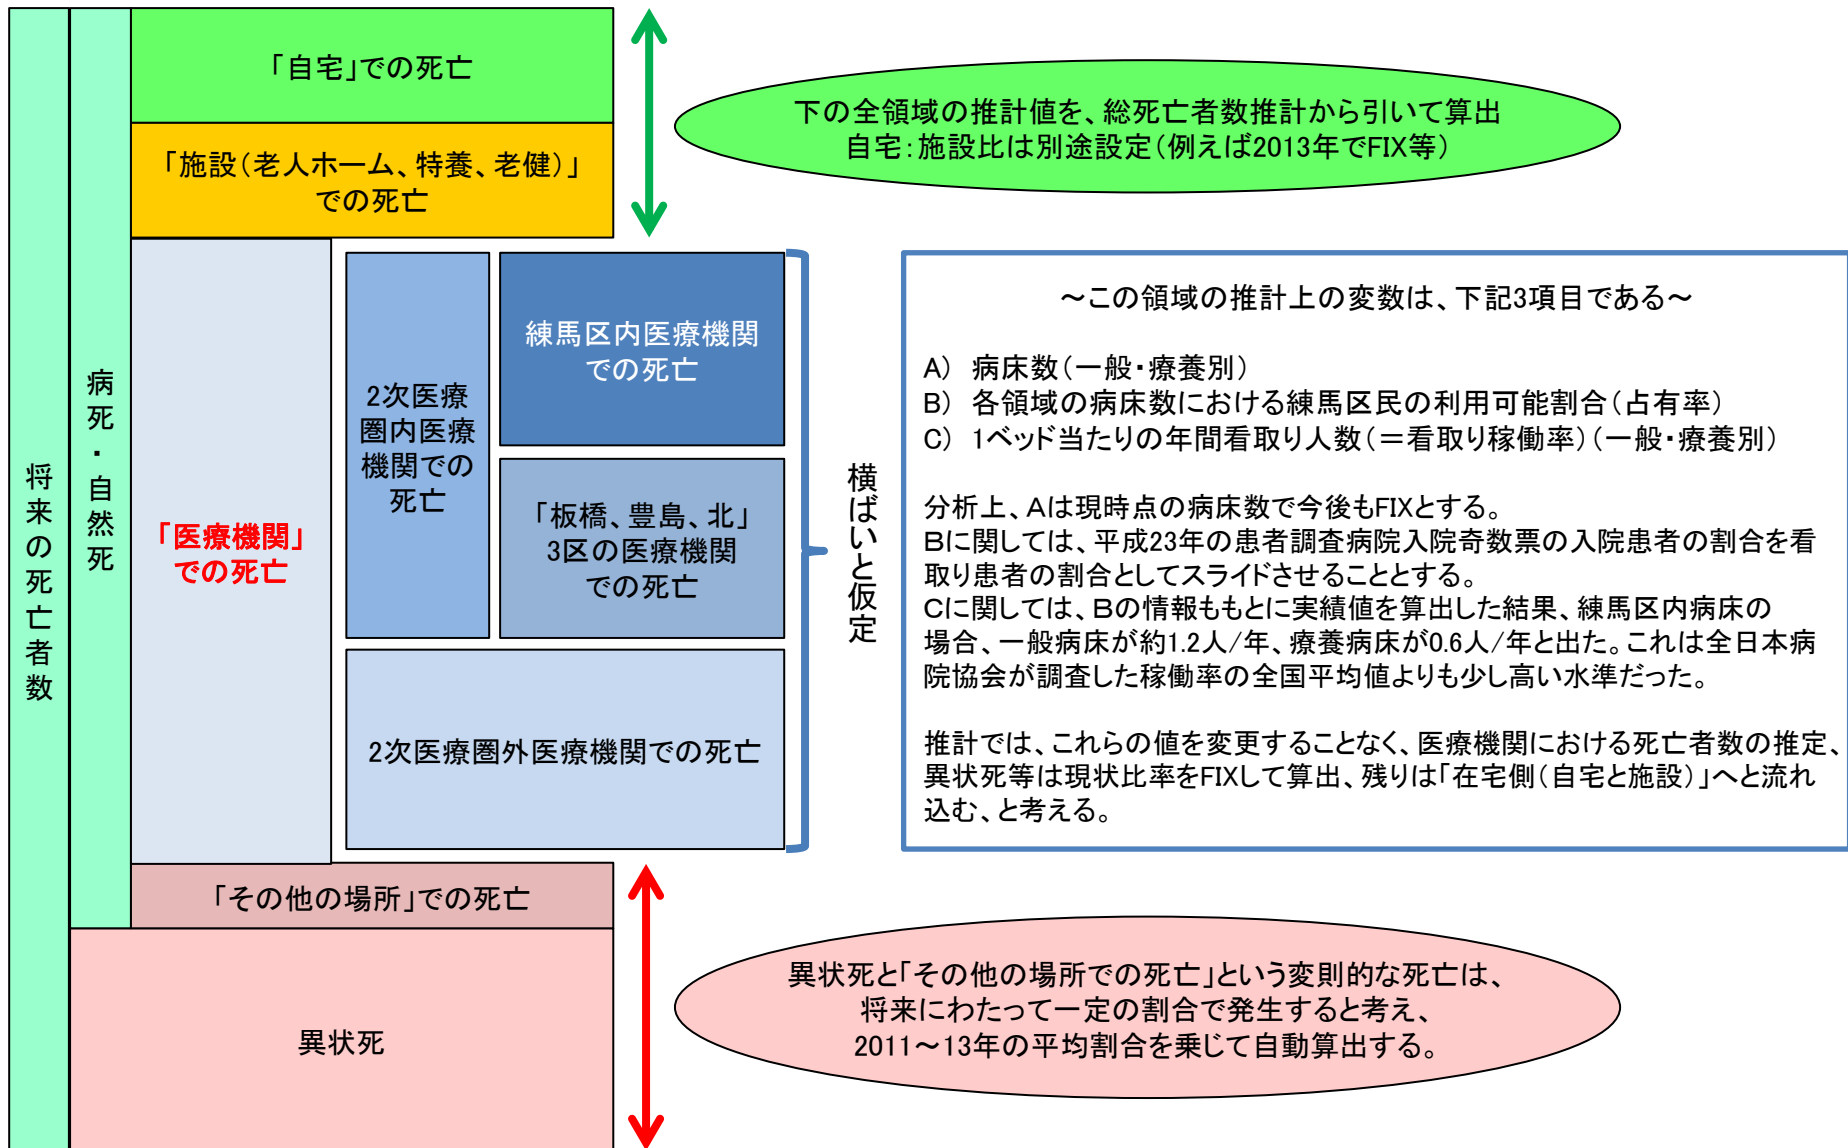 将来の死亡者数
病死・自然死
「自宅」での死亡
「施設（老人ホーム、特養、老健）」
での死亡
「医療機関」
での死亡
2次医療
圏内医療
機関での
死亡
練馬区内医療機関
での死亡
「板橋、豊島、北」
3区の医療機関
での死亡
2次医療圏外医療機関での死亡
「その他の場所」での死亡
異状死
下の全領域の推計値を、総死亡者数推計から引いて算出
自宅：施設比は別途設定（例えば2013年でFIX等）
横ばいと仮定
～この領域の推計上の変数は、下記3項目である～
A） 病床数（一般・療養別）
B） 各領域の病床数における練馬区民の利用可能割合（占有率）
C） 1ベッド当たりの年間看取り人数（＝看取り稼働率）（一般・療養別）
分析上、Aは現時点の病床数で今後もFIXとする。
Bに関しては、平成23年の患者調査病院入院奇数票の入院患者の割合を看
取り患者の割合としてスライドさせることとする。
Cに関しては、Bの情報ももとに実績値を算出した結果、練馬区内病床の
場合、一般病床が約1.2人/年、療養病床が0.6人/年と出た。これは全日本病
院協会が調査した稼働率の全国平均値よりも少し高い水準だった。
推計では、これらの値を変更することなく、医療機関における死亡者数の推定、
異状死等は現状比率をFIXして算出、残りは「在宅側（自宅と施設）」へと流れ
込む、と考える。
異状死と「その他の場所での死亡」という変則的な死亡は、
将来にわたって一定の割合で発生すると考え、
2011～13年の平均割合を乗じて自動算出する。